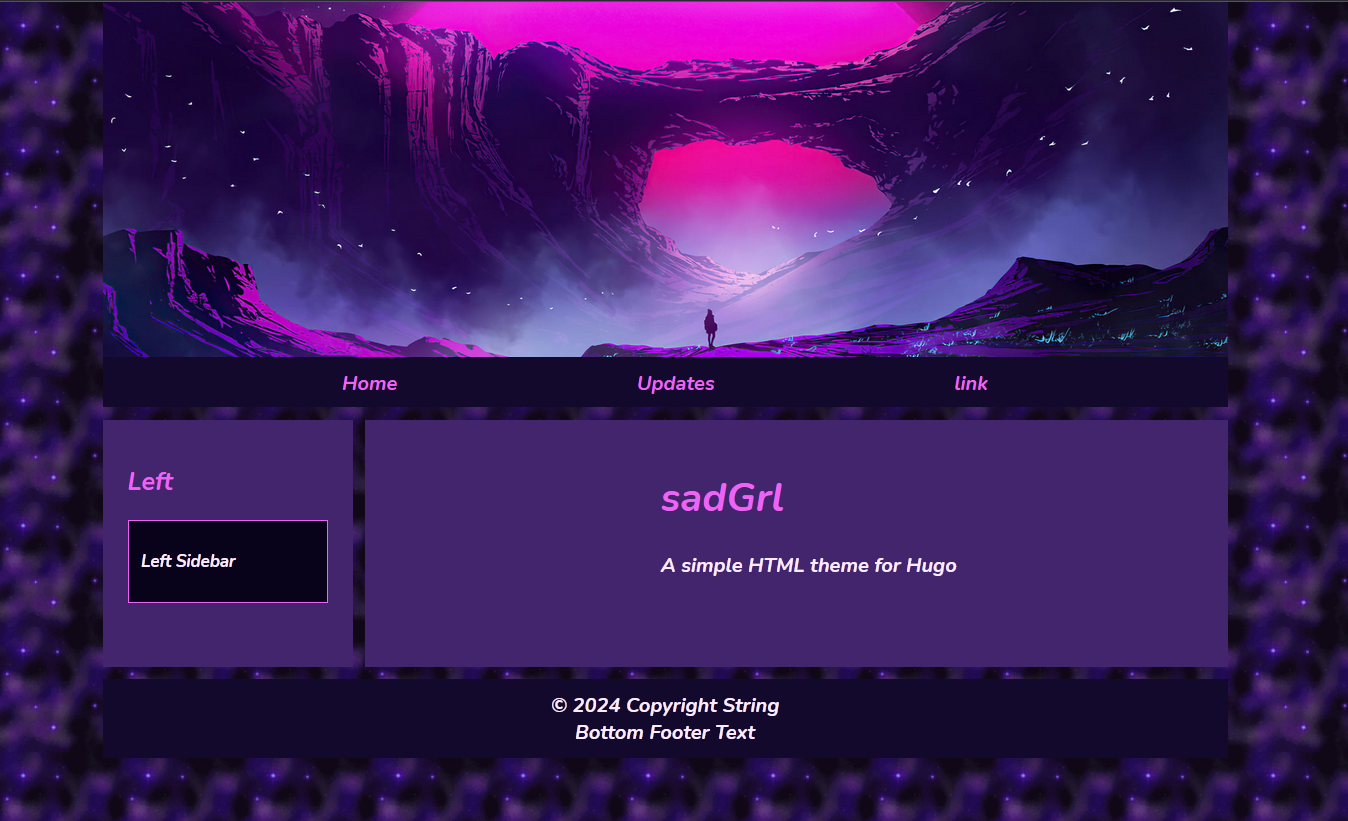 Home Updates link
Left
Left Sidebar
sadGrl
A simple HTML theme for Hugo
© 2024 Copyright String
Bottom Footer Text